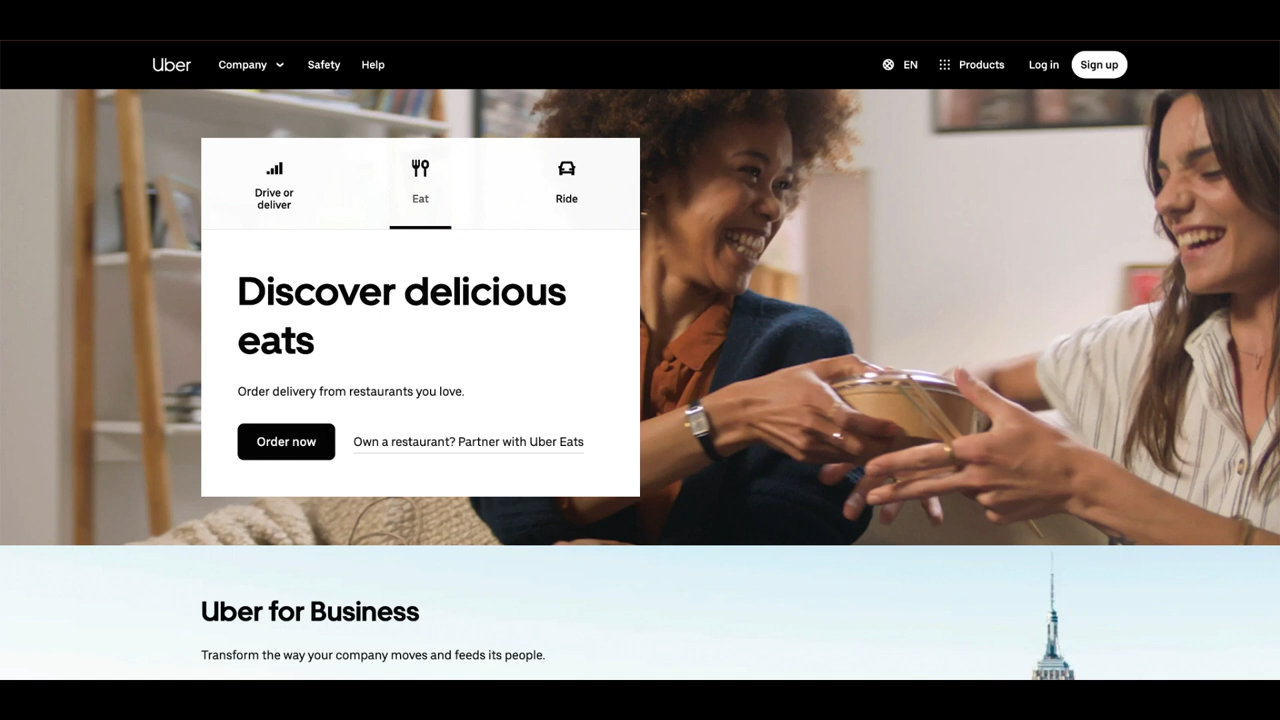 Uber Company Safety Help EN Products Log in Sign up
Drive or
deliver
Eat
Ride
Discover delicious
eats
Order delivery from restaurants you love.
Order now Own a restaurant? Partner with Uber Eats
Uber for Business
Transform the way your company moves and feeds its people.